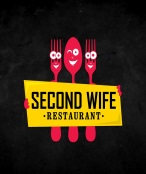 SECOND WIFE
• RESTAURANT •